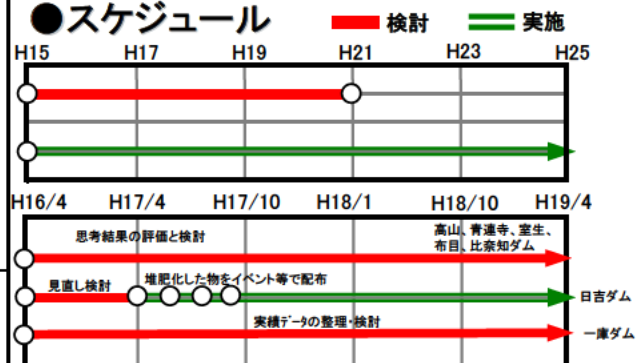 ●スケジュール 検討 実施
H15 H17 H19 H21 H23 H25
H16/4 H17/4 H17/10 H18/1 H18/10 H19/4
思考結果の評価と検討
高山、青蓮寺、室生、
布目、比奈知ダム
見直し検討 堆肥化した物をイベント等で配布
日吉ダム
実績データの整理・検討
一庫ダム